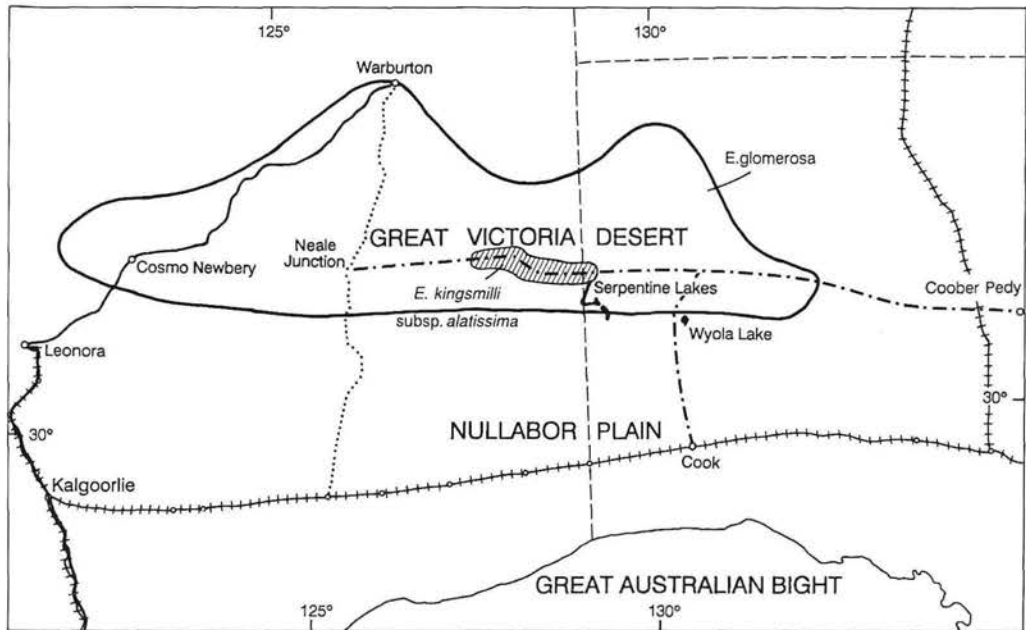 125°
130°
Warburton
E.glomerosa
GREAT VICTORIA DESERT
Neale
Junction
Cosmo Newbery
E. kingsmilli
subsp. alatissima
Serpentine Lakes
Coober Pedy
Wyola Lake
Leonora
30°
30°
NULLABOR PLAIN
Cook
Kalgoorlie
GREAT AUSTRALIAN BIGHT
125°
130°